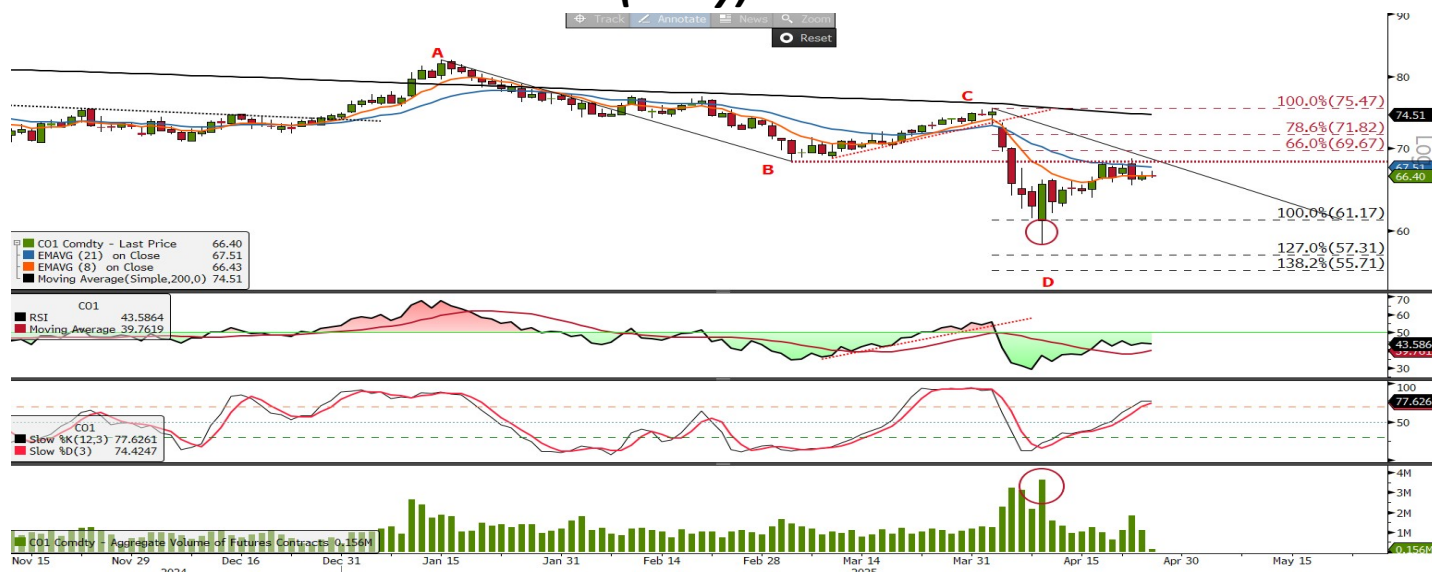 Track Annotate News Zoom
Reset
A
B
C
D
90
80
70
60
LOG
100.0%(75.47)
78.6%(71.82)
66.0%(69.67)
100.0%(61.17)
127.0%(57.31)
138.2%(55.71)
74.51
67.51
66.40
CO1 Comdty - Last Price 66.40
EMAVG (21) on Close 67.51
EMAVG (8) on Close 66.43
Moving Average(Simple,200,0) 74.51
CO1
RSI 43.5864
Moving Average 39.7619
70
60
50
43.586
39.761
30
CO1
Slow %K(12,3) 77.6261
Slow %D(3) 74.4247
100
77.626
50
CO1 Comdty - Aggregate Volume of Futures Contracts 0.156M
4M
3M
2M
1M
0.156M
Nov 15 Nov 29 Dec 16 Dec 31 Jan 15 Jan 31 Feb 14 Feb 28 Mar 14 Mar 31 Apr 15 Apr 30 May 15
2024 2025